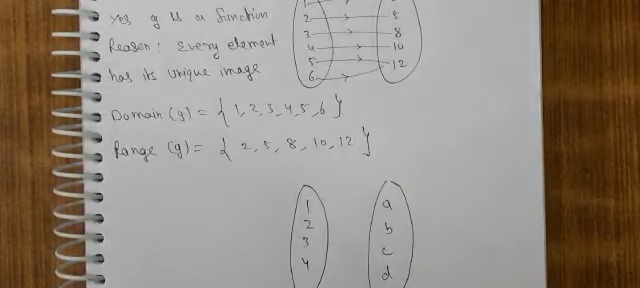 Yes g is a function
Reason: Every element
has its unique image
2
3
4
5
6
5
8
10
12
Domain (g) = { 1, 2, 3, 4, 5, 6 }
Range (g) = { 2, 5, 8, 10, 12 }
1
2
3
4
a
b
c
d